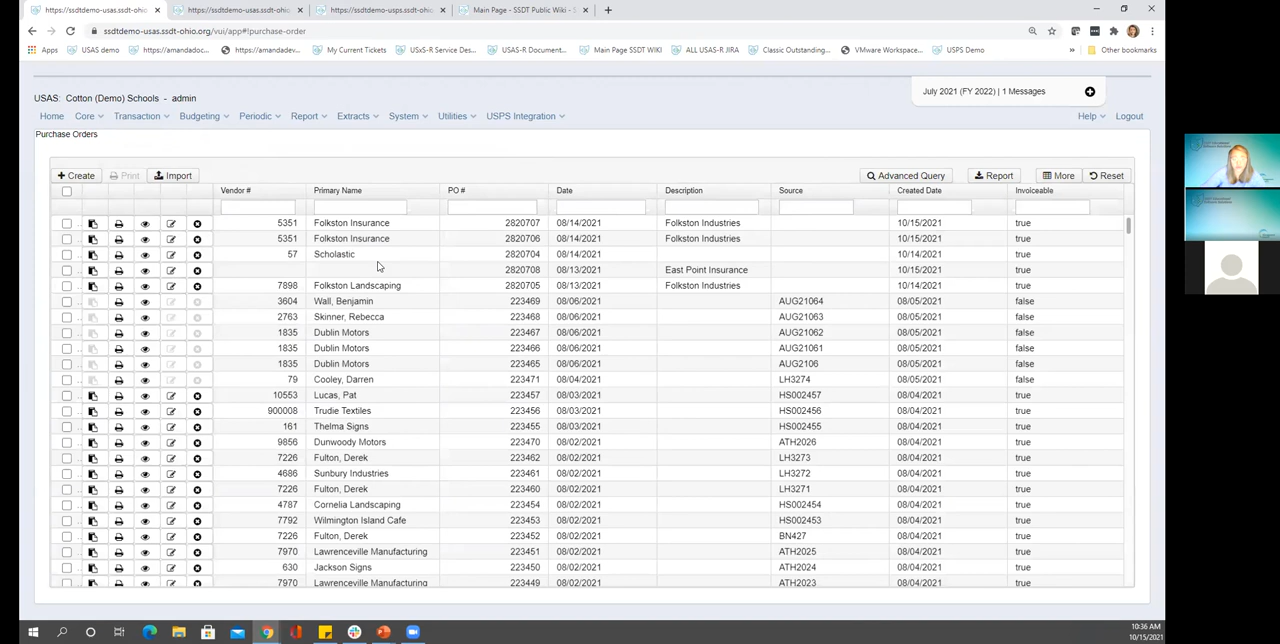 https://ssdtdemo-usas.ssdt-ohio. https://ssdtdemo-usas.ssdt-ohio. https://ssdtdemo-usps.ssdt-ohio. Main Page - SSDT Public Wiki -
ssdtdemo-usas.ssdt-ohio.org/vui/app#!purchase-order
Apps USAS demo https://amandadoc... https://amandadev... My Current Tickets USxS-R Service Des... USAS-R Document... Main Page SSDT WIKI ALL USAS-R JIRA Classic Outstanding... VMware Workspace... USPS Demo » Other bookmarks
July 2021 (FY 2022) | 1 Messages
USAS: Cotton (Demo) Schools - admin
Home Core Transaction Budgeting Periodic Report Extracts System Utilities USPS Integration Help Logout
Purchase Orders
Create Print Import Advanced Query Report More Reset
Vendor # Primary Name PO # Date Description Source Created Date Invoiceable
5351 Folkston Insurance 2820707 08/14/2021 Folkston Industries 10/15/2021 true
5351 Folkston Insurance 2820706 08/14/2021 Folkston Industries 10/15/2021 true
57 Scholastic 2820704 08/14/2021 10/14/2021 true
2820708 08/13/2021 East Point Insurance 10/15/2021 true
7898 Folkston Landscaping 2820705 08/13/2021 Folkston Industries 10/14/2021 true
3604 Wall, Benjamin 223469 08/06/2021 AUG21064 08/05/2021 false
2763 Skinner, Rebecca 223468 08/06/2021 AUG21063 08/05/2021 false
1835 Dublin Motors 223467 08/06/2021 AUG21062 08/05/2021 false
1835 Dublin Motors 223466 08/06/2021 AUG21061 08/05/2021 false
1835 Dublin Motors 223465 08/06/2021 AUG2106 08/05/2021 false
79 Cooley, Darren 223471 08/04/2021 LH3274 08/05/2021 false
10553 Lucas, Pat 223457 08/03/2021 HS002457 08/04/2021 true
900008 Trudie Textiles 223456 08/03/2021 HS002456 08/04/2021 true
161 Thelma Signs 223455 08/03/2021 HS002455 08/04/2021 true
9856 Dunwoody Motors 223470 08/02/2021 ATH2026 08/04/2021 true
7226 Fulton, Derek 223462 08/02/2021 LH3273 08/04/2021 true
4686 Sunbury Industries 223461 08/02/2021 LH3272 08/04/2021 true
7226 Fulton, Derek 223460 08/02/2021 LH3271 08/04/2021 true
4787 Cornelia Landscaping 223454 08/02/2021 HS002454 08/04/2021 true
7792 Wilmington Island Cafe 223453 08/02/2021 HS002453 08/04/2021 true
7226 Fulton, Derek 223452 08/02/2021 BN427 08/04/2021 true
7970 Lawrenceville Manufacturing 223451 08/02/2021 ATH2025 08/04/2021 true
630 Jackson Signs 223450 08/02/2021 ATH2024 08/04/2021 true
7970 Lawrenceville Manufacturing 223449 08/02/2021 ATH2023 08/04/2021 true
10:36 AM
10/15/2021